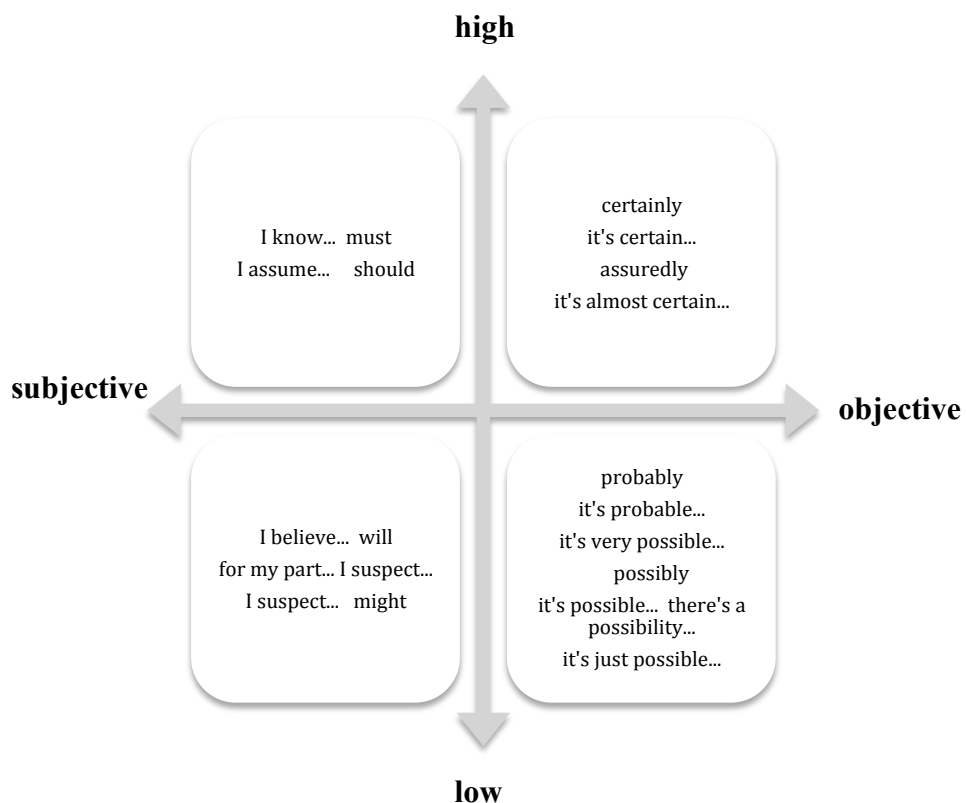 high
I know... must
I assume... should
certainly
it's certain...
assuredly
it's almost certain...
subjective
objective
I believe... will
for my part... I suspect...
I suspect... might
probably
it's probable...
it's very possible...
possibly
it's possible... there's a
possibility...
it's just possible...
low